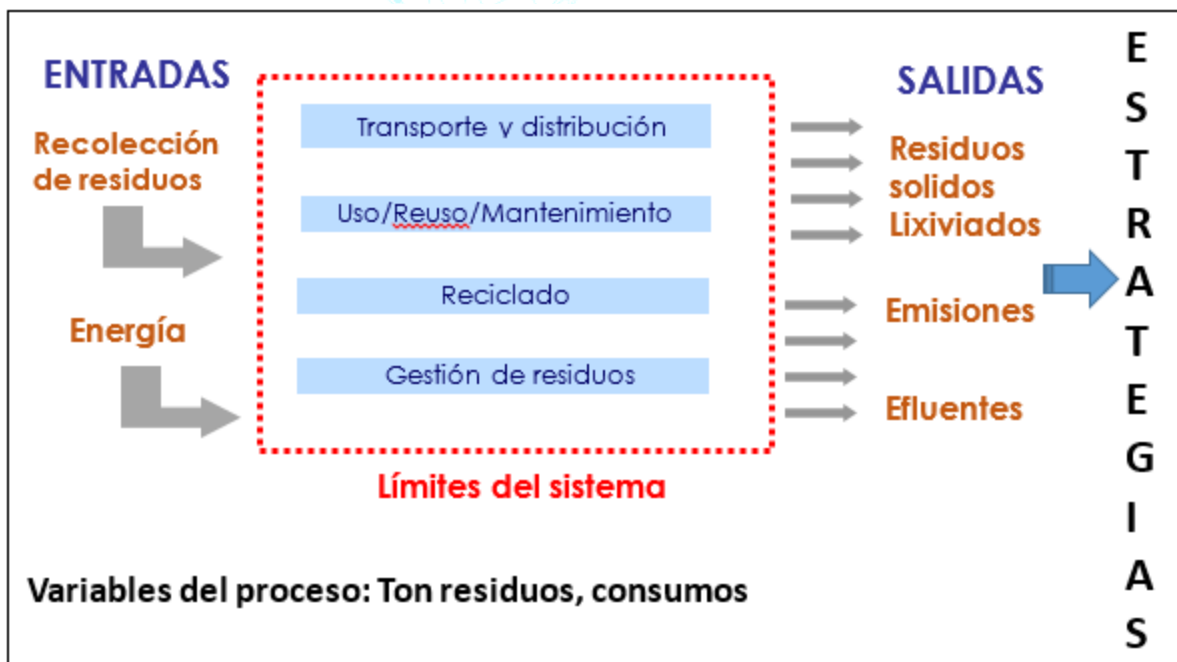 ENTRADAS
Recolección
de residuos
Energía
Transporte y distribución
Uso/Reuso/Mantenimiento
Reciclado
Gestión de residuos
Límites del sistema
SALIDAS
Residuos
solidos
Lixiviados
Emisiones
Efluentes
ESTRATEGIAS
Variables del proceso: Ton residuos, consumos